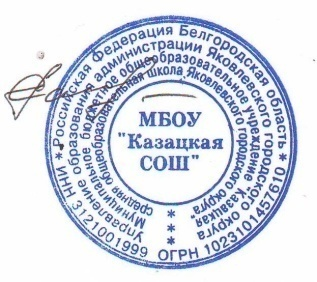 * Российская Федерация Белгородская область *
Управление образования администрации Яковлевского городского округа
Муниципальное бюджетное общеобразовательное учреждение "Казацкая
средняя общеобразовательная школа Яковлевского городского округа"
МБОУ
"Казацкая
СОШ"
* * *
ИНН 3121001999 * ОГРН 1023101457610